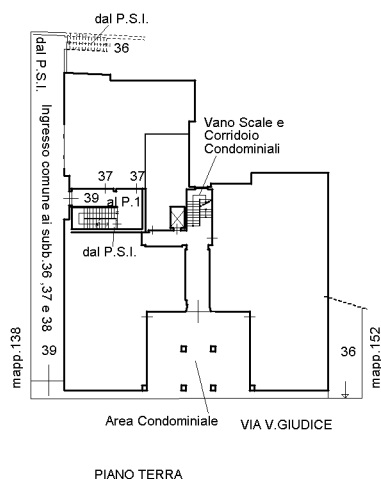 dal P.S.I.
36
dal P.S.I.
Ingresso comune ai subb.36 ,37 e 38
Vano Scale e
Corridoio
Condominiali
37
37
39
al P.1
dal P.S.I.
mapp.138
39
36
mapp.152
Area Condominiale
VIA V.GIUDICE
PIANO TERRA